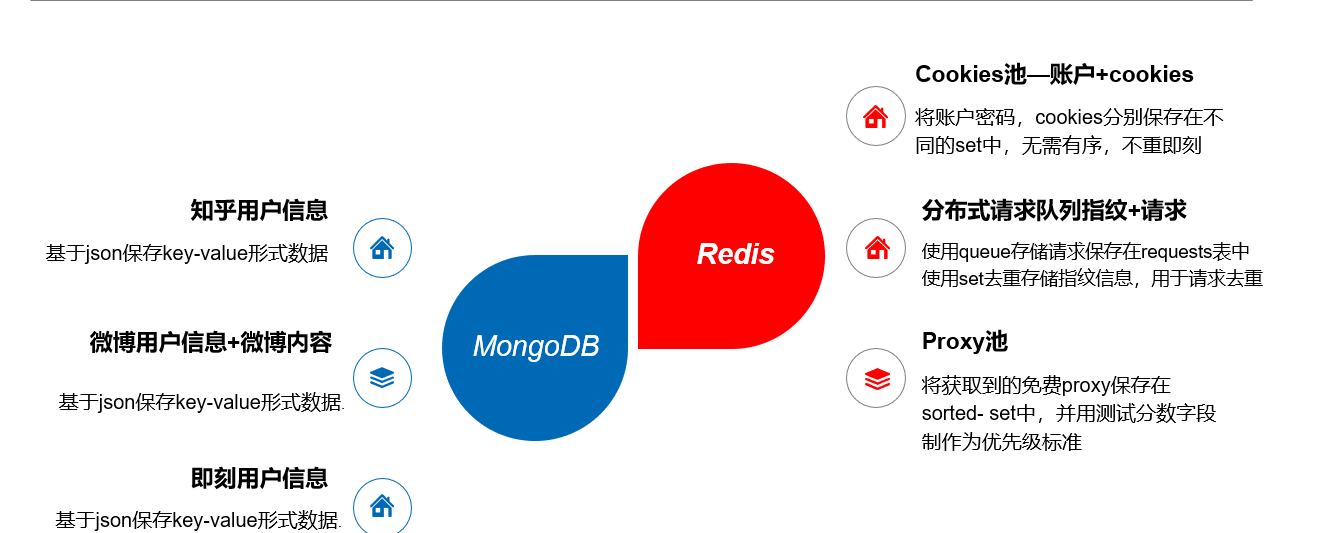 知乎用户信息
基于json保存key-value形式数据
微博用户信息+微博内容
基于json保存key-value形式数据.
即刻用户信息
基于json保存key-value形式数据.
MongoDB
Redis
Cookies池—账户+cookies
将账户密码，cookies分别保存在不
同的set中，无需有序，不重即刻
分布式请求队列指纹+请求
使用queue存储请求保存在requests表中
使用set去重存储指纹信息，用于请求去重
Proxy池
将获取到的免费proxy保存在
sorted- set中，并用测试分数字段
制作为优先级标准